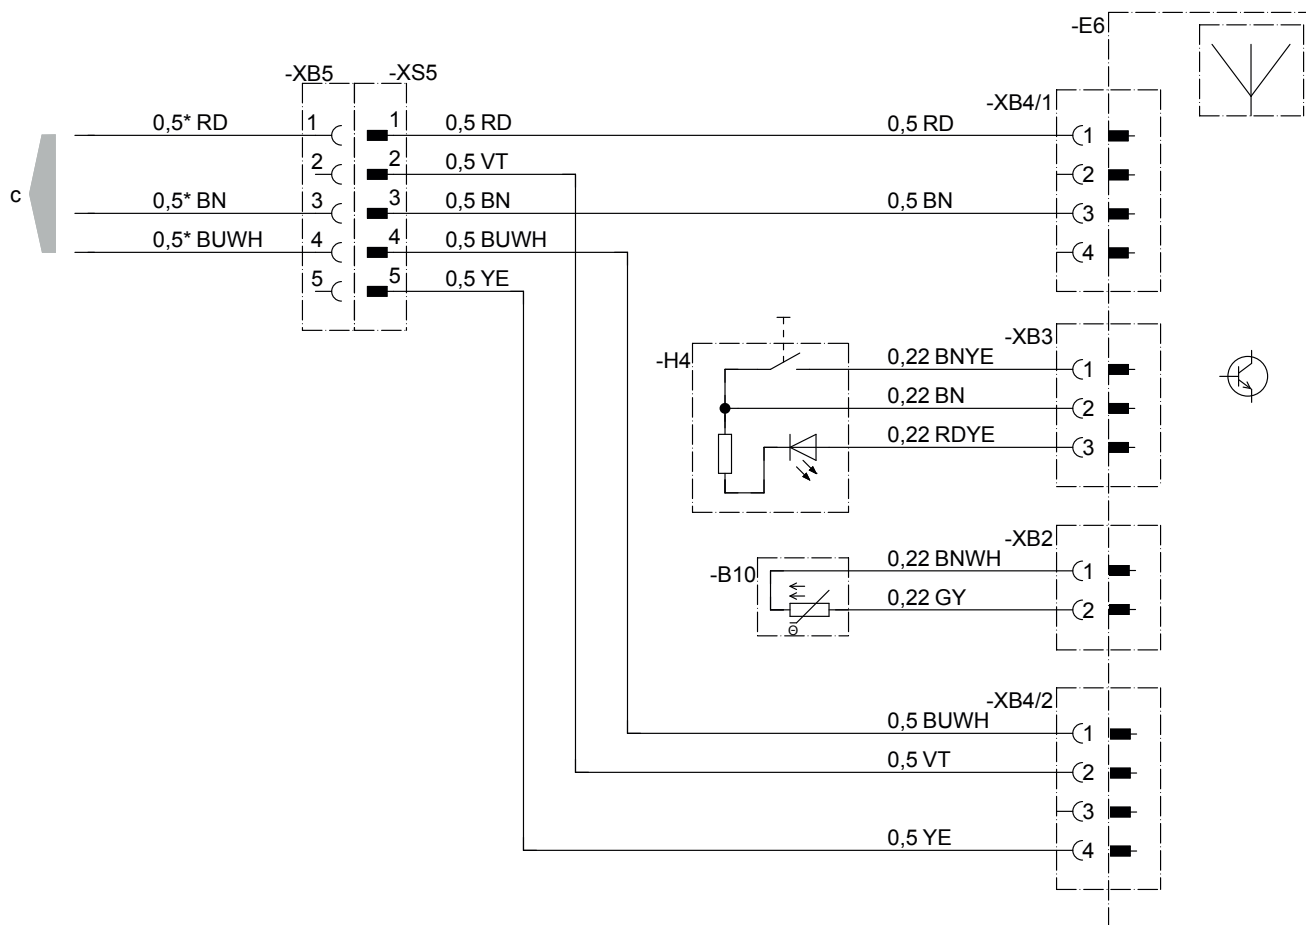 -E6
-XB5 -XS5
-XB4/1
0,5* RD 1 1 0,5 RD 0,5 RD 1
2 2 0,5 VT 2
c 0,5* BN 3 3 0,5 BN 0,5 BN 3
0,5* BUWH 4 4 0,5 BUWH 4
5 5 0,5 YE
-XB3
-H4 0,22 BNYE 1
0,22 BN 2
0,22 RDYE 3
-XB2
-B10 0,22 BNWH 1
0,22 GY 2
Θ
-XB4/2
0,5 BUWH 1
0,5 VT 2
3
0,5 YE 4